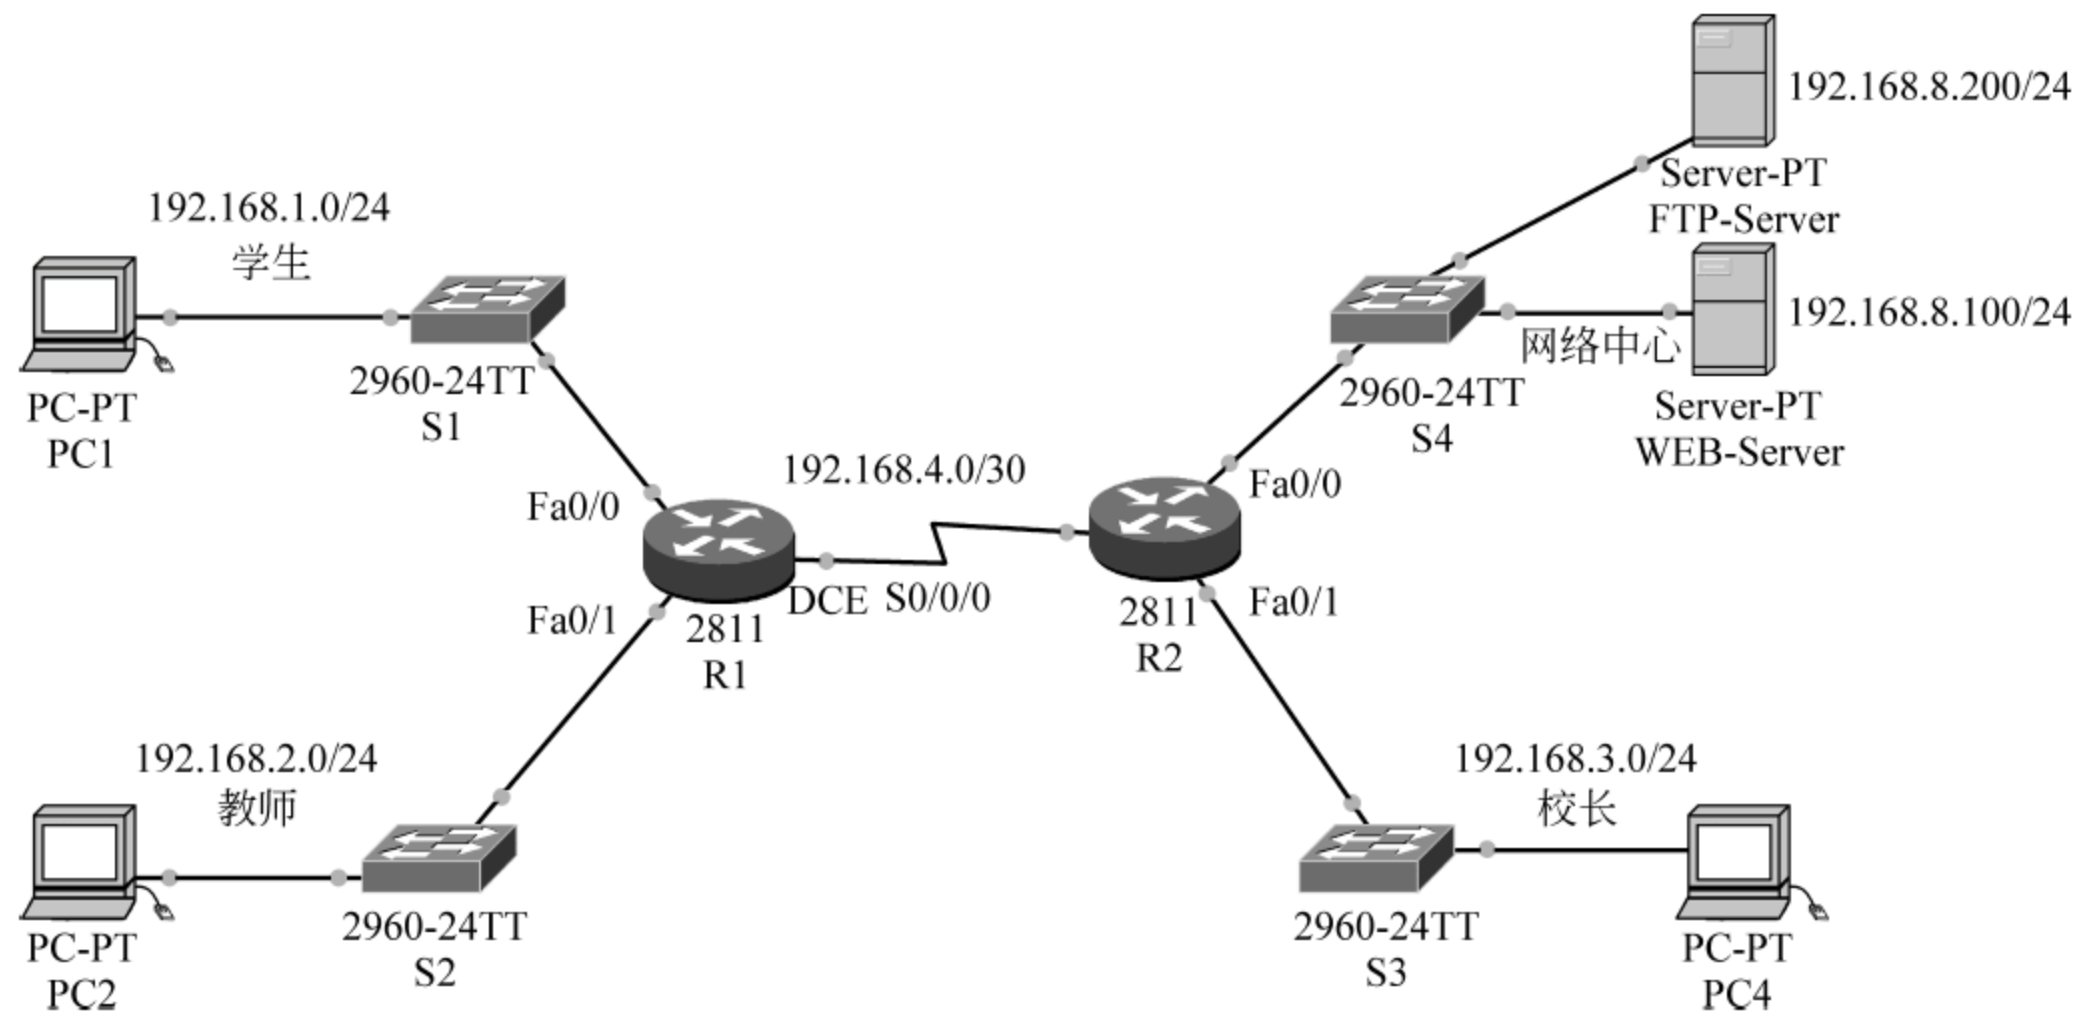 192.168.8.200/24
Server-PT
FTP-Server
192.168.1.0/24
学生
PC-PT
PC1
2960-24TT
S1
192.168.8.100/24
网络中心
Server-PT
WEB-Server
2960-24TT
S4
192.168.4.0/30
Fa0/0
Fa0/0
DCE
S0/0/0
Fa0/1
2811
R1
Fa0/1
2811
R2
192.168.2.0/24
教师
PC-PT
PC2
2960-24TT
S2
192.168.3.0/24
校长
2960-24TT
S3
PC-PT
PC4